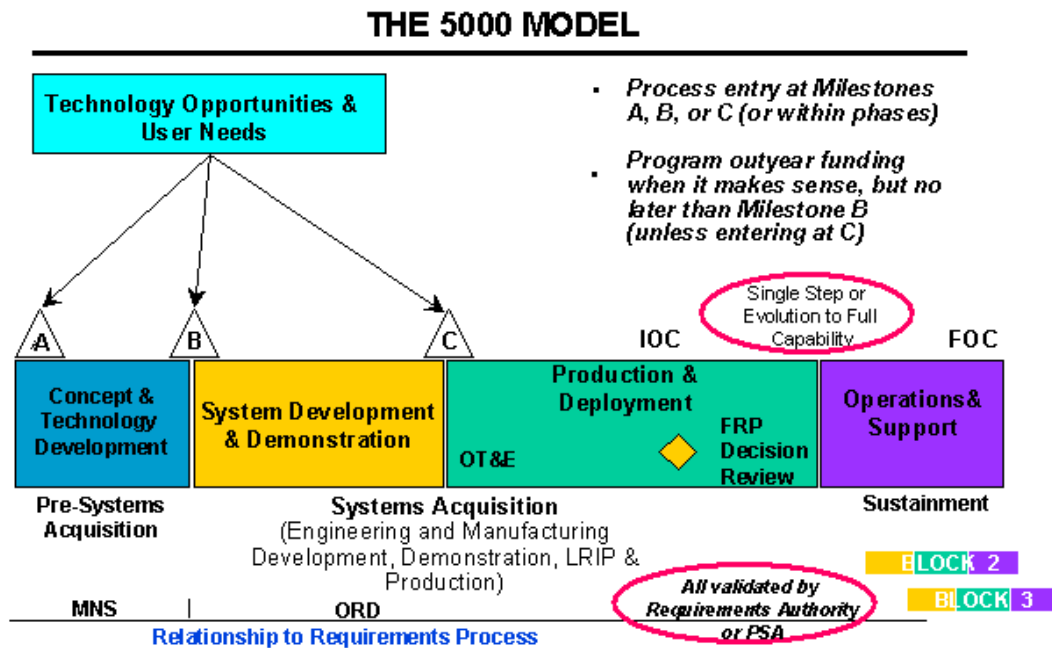 THE 5000 MODEL
Technology Opportunities &
User Needs
▪ Process entry at Milestones
A, B, or C (or within phases)
▪ Program outyear funding
when it makes sense, but no
later than Milestone B
(unless entering at C)
Single Step or
Evolution to Full
Capability
A
B
C
IOC
FOC
Concept &
Technology
Development
System Development
& Demonstration
Production &
Deployment
OT&E
FRP
Decision
Review
Operations&
Support
Pre-Systems
Acquisition
Systems Acquisition
(Engineering and Manufacturing
Development, Demonstration, LRIP &
Production)
Sustainment
BLOCK 2
BLOCK 3
MNS
ORD
All validated by
Requirements Authority
or PSA
Relationship to Requirements Process